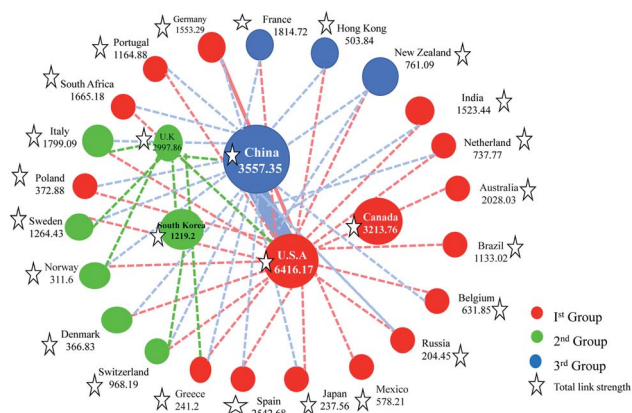 Germany
1553.29
France
1814.72
Hong Kong
503.84
Portugal
1164.88
New Zealand
761.09
South Africa
1665.18
India
1523.44
Italy
1799.09
U.K
2997.86
China
3557.35
Netherland
737.77
Poland
372.88
Australia
2028.03
Sweden
1264.43
South Korea
1219.2
Canada
3213.76
Brazil
1133.02
U.S.A
6416.17
Norway
311.6
Belgium
631.85
Denmark
366.83
Russia
204.45
Switzerland
968.19
Greece
241.2
Spain
2542.68
Japan
237.56
Mexico
578.21
Ist Group
2nd Group
3rd Group
Total link strength